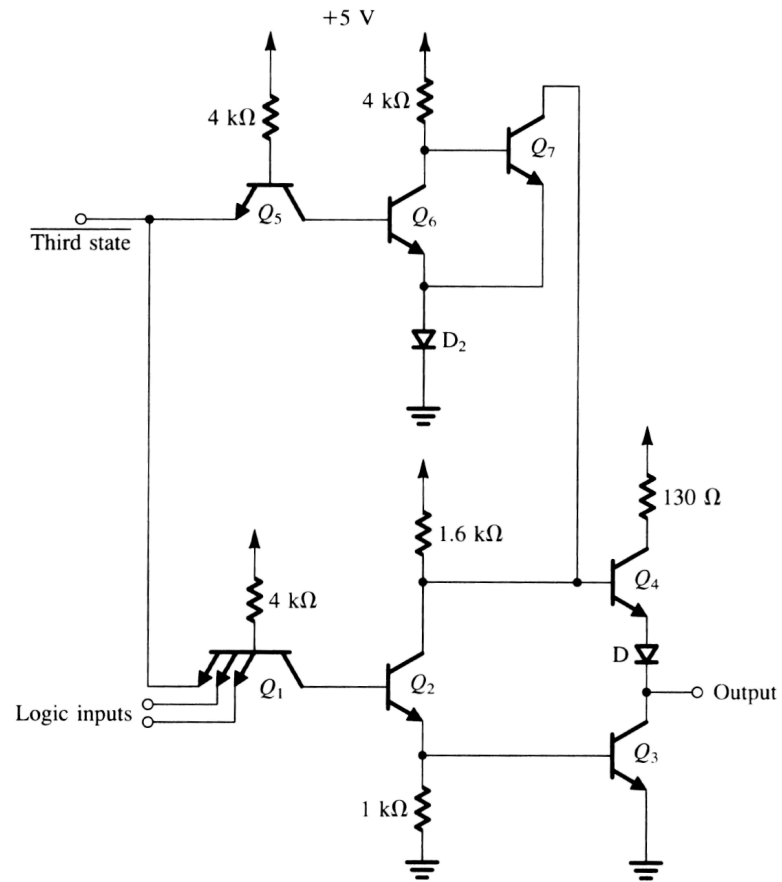 +5 V
4 kΩ
4 kΩ
Q7
Q5
Q6
Third state
D2
130 Ω
1.6 kΩ
Q4
4 kΩ
D
Q1
Q2
Output
Logic inputs
Q3
1 kΩ